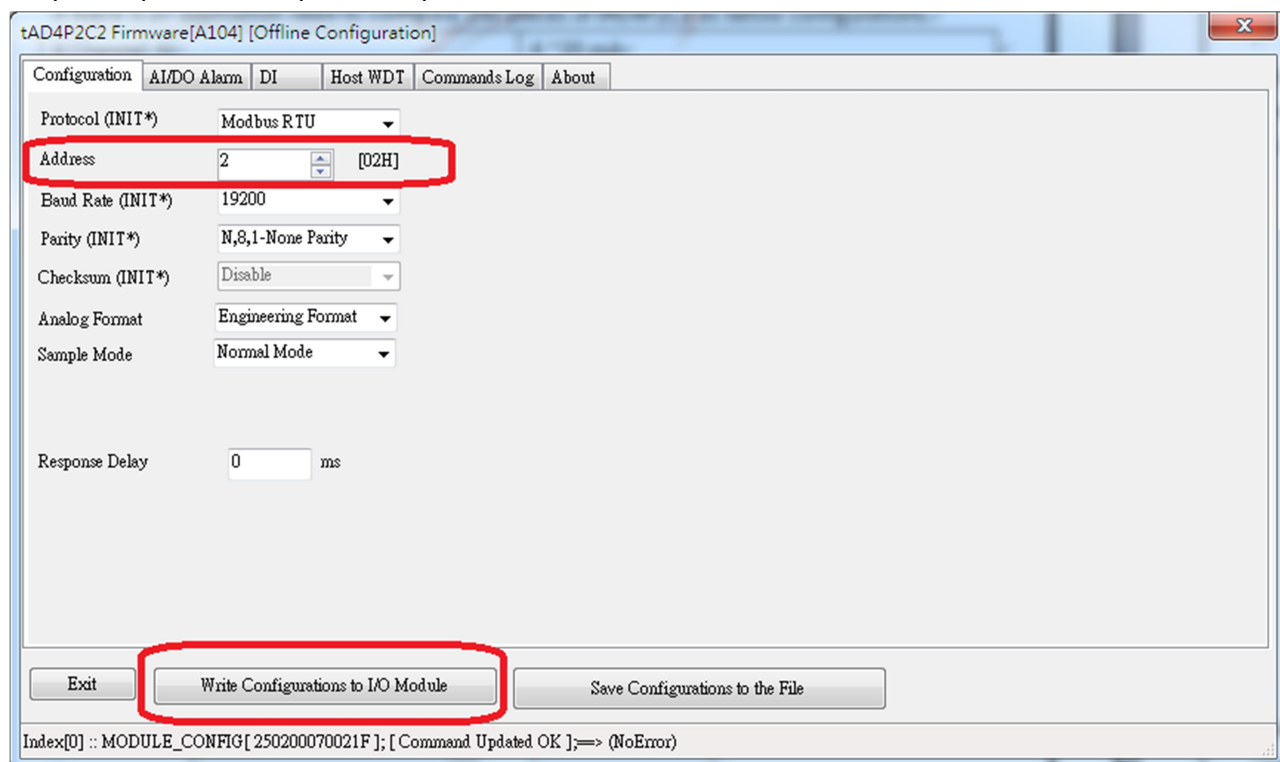 tAD4P2C2 Firmware[A104] [Offline Configuration]
Configuration AI/DO Alarm DI Host WDT Commands Log About
Protocol (INIT*) Modbus RTU
Address 2 [02H]
Baud Rate (INIT*) 19200
Parity (INIT*) N,8,1-None Parity
Checksum (INIT*) Disable
Analog Format Engineering Format
Sample Mode Normal Mode
Response Delay 0 ms
Exit Write Configurations to I/O Module Save Configurations to the File
Index[0] :: MODULE_CONFIG[ 250200070021F ]; [ Command Updated OK ];==> (NoError)